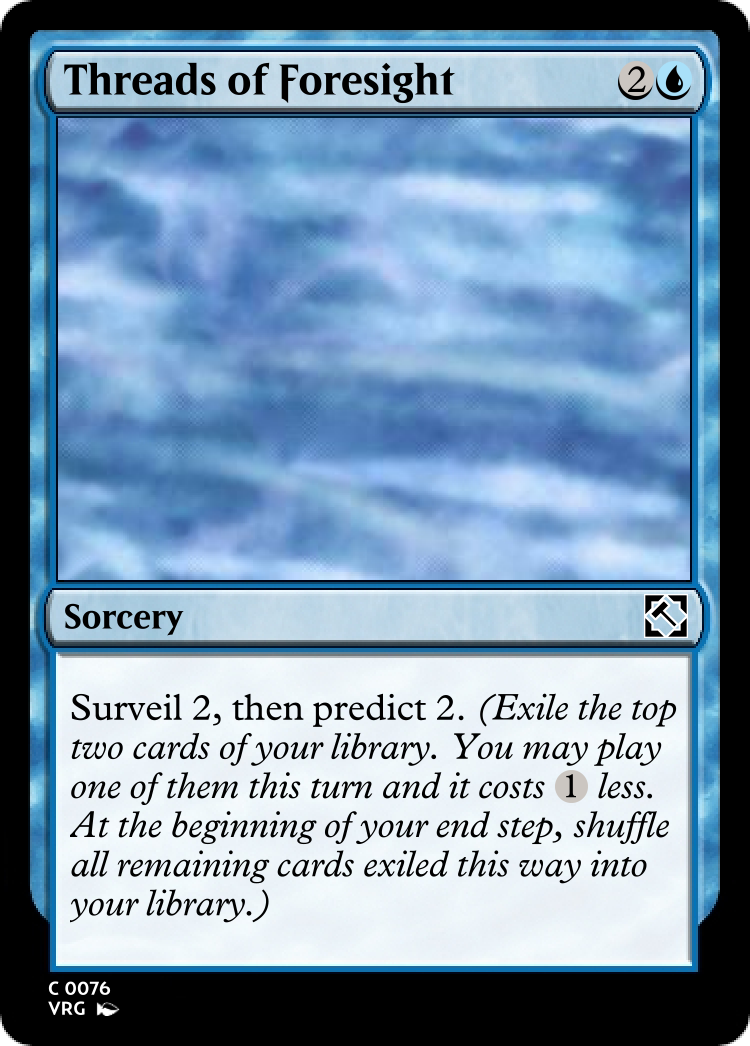 Threads of Foresight 2
Sorcery
Surveil 2, then predict 2. (Exile the top
two cards of your library. You may play
one of them this turn and it costs 1 less.
At the beginning of your end step, shuffle
all remaining cards exiled this way into
your library.)
C 0076
VRG